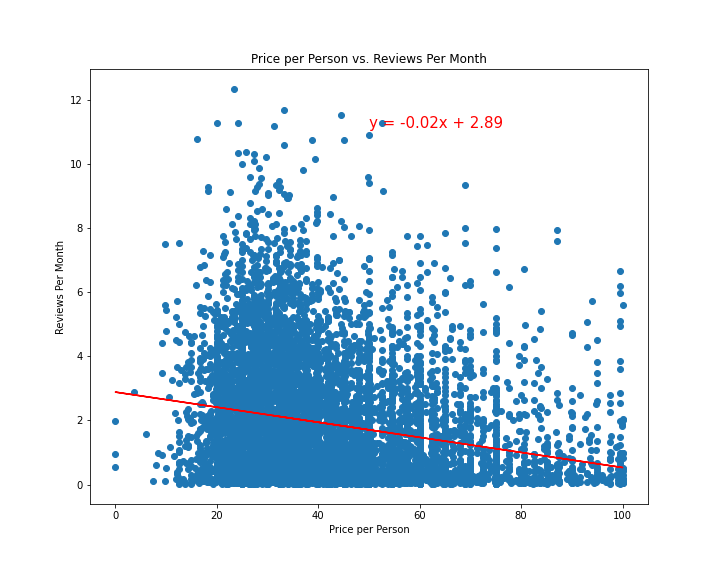 Price per Person vs. Reviews Per Month
12
10
8
6
4
2
0
Reviews Per Month
y = -0.02x + 2.89
0 20 40 60 80 100
Price per Person